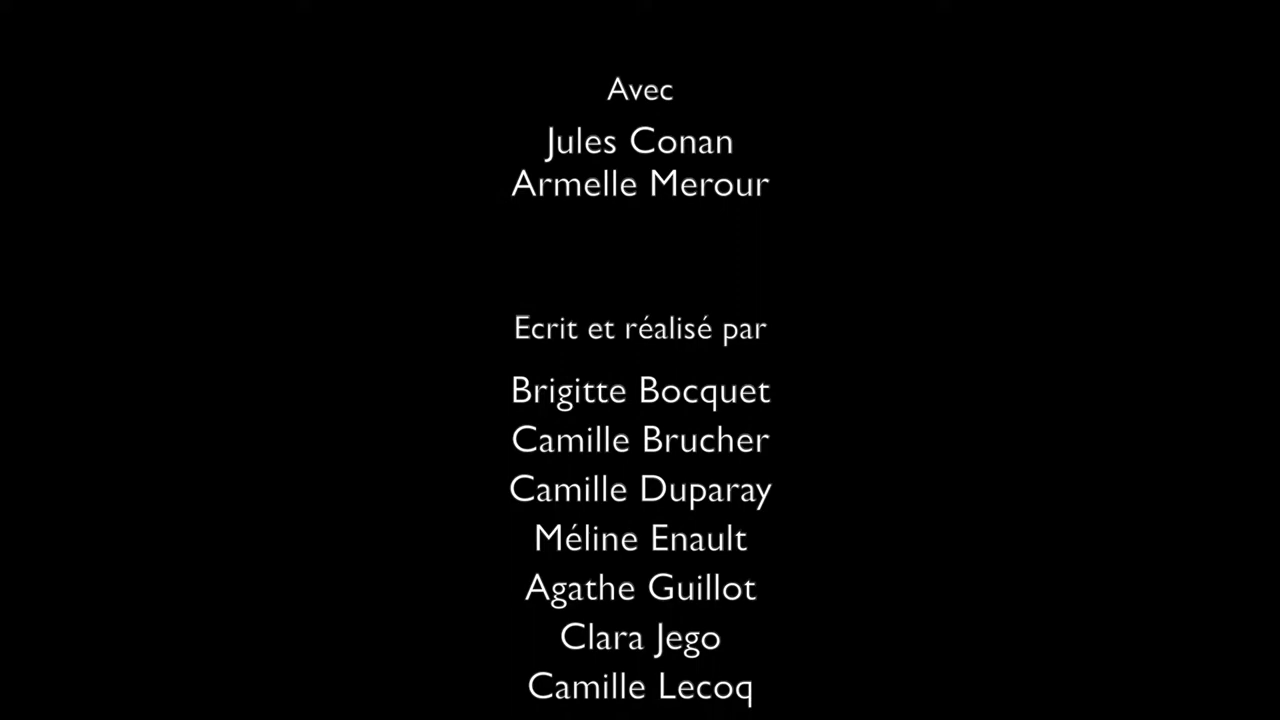 Avec
Jules Conan
Armelle Merour
Ecrit et réalisé par
Brigitte Bocquet
Camille Brucher
Camille Duparay
Méline Enault
Agathe Guillot
Clara Jego
Camille Lecoq